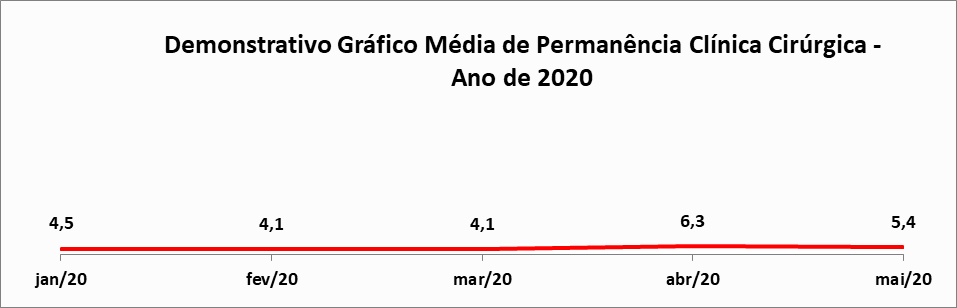 Demonstrativo Gráfico Média de Permanência Clínica Cirúrgica -
Ano de 2020
4,5 4,1 4,1 6,3 5,4
jan/20 fev/20 mar/20 abr/20 mai/20